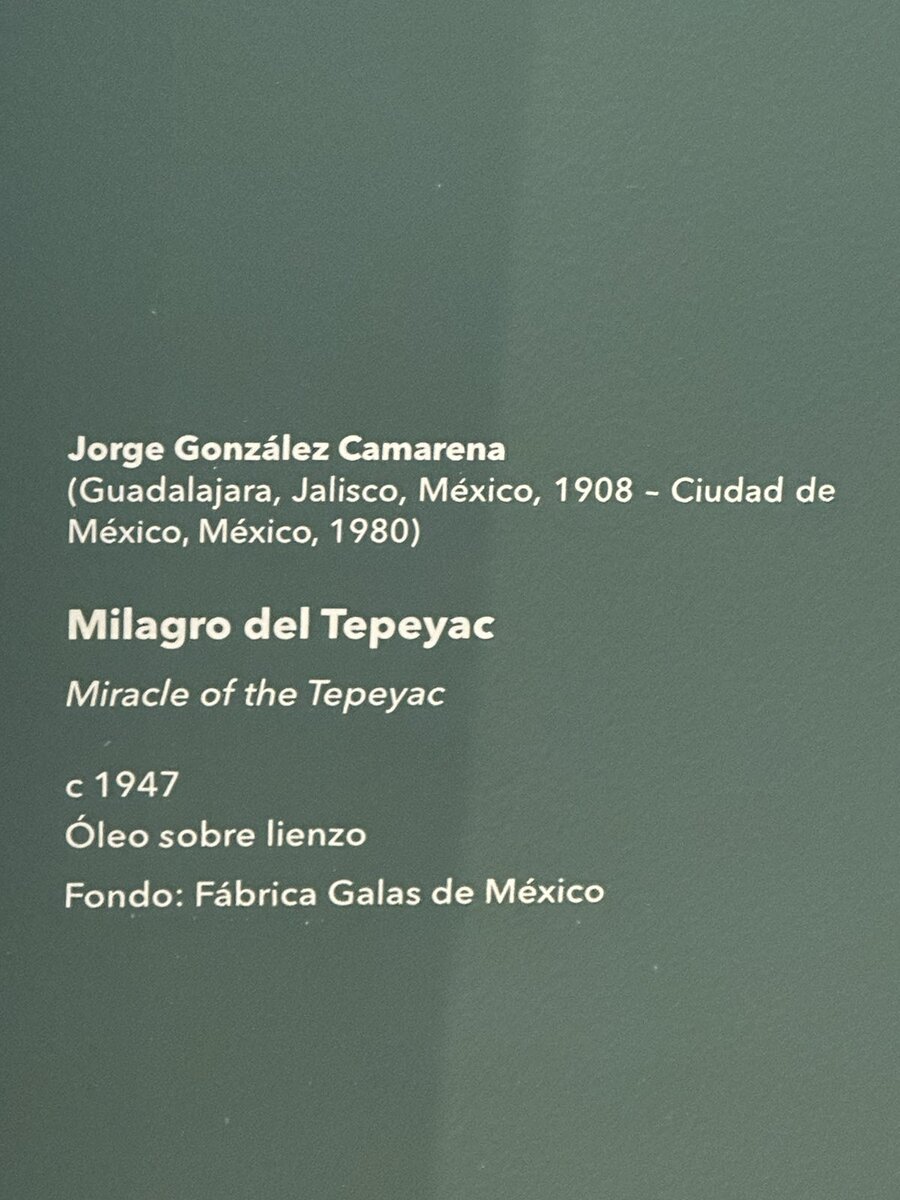 Jorge González Camarena
(Guadalajara, Jalisco, México, 1908 – Ciudad de
México, México, 1980)
Milagro del Tepeyac
Miracle of the Tepeyac
c 1947
Óleo sobre lienzo
Fondo: Fábrica Galas de México